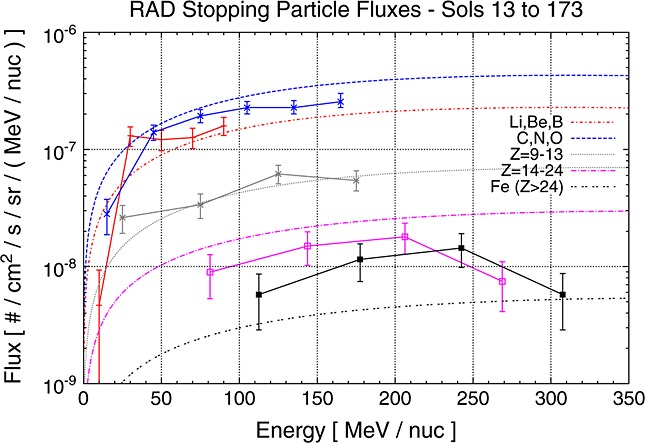 RAD Stopping Particle Fluxes - Sols 13 to 173
Flux [ # / cm² / s / sr / ( MeV / nuc ) ]
10⁻⁶
10⁻⁷
10⁻⁸
10⁻⁹
Li,Be,B
C,N,O
Z=9-13
Z=14-24
Fe (Z>24)
0 50 100 150 200 250 300 350
Energy [ MeV / nuc ]